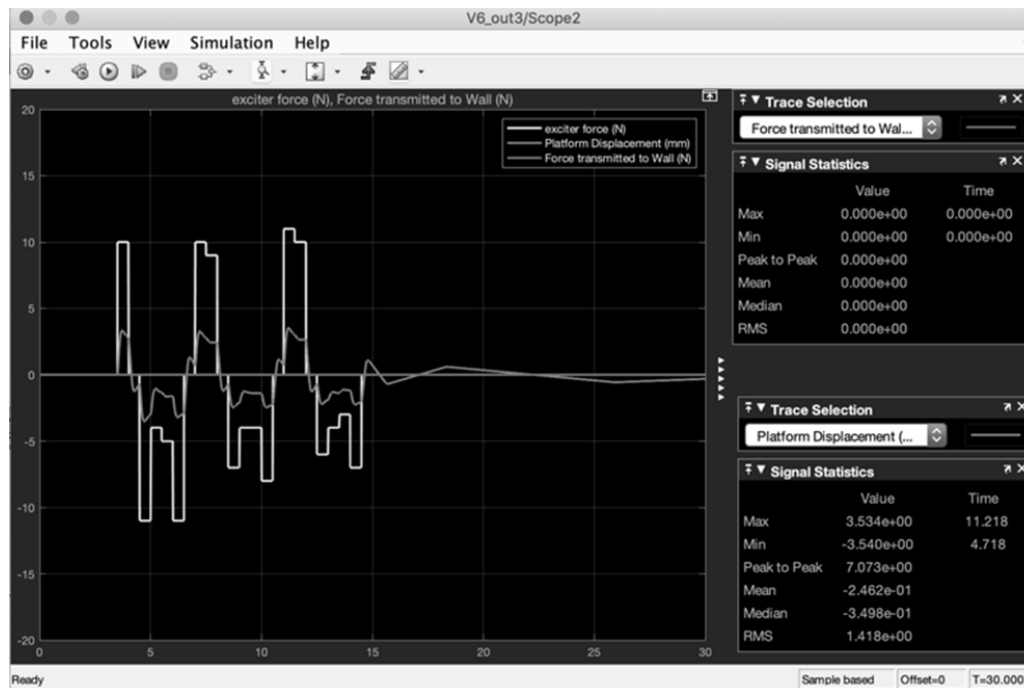 V6_out3/Scope2
File Tools View Simulation Help
exciter force (N), Force transmitted to Wall (N)
exciter force (N)
Platform Displacement (mm)
Force transmitted to Wall (N)
20
15
10
5
0
-5
-10
-15
-20
0 5 10 15 20 25 30
Trace Selection
Force transmitted to Wal...
Signal Statistics
Value Time
Max 0.000e+00 0.000e+00
Min 0.000e+00 0.000e+00
Peak to Peak 0.000e+00
Mean 0.000e+00
Median 0.000e+00
RMS 0.000e+00
Trace Selection
Platform Displacement (...
Signal Statistics
Value Time
Max 3.534e+00 11.218
Min -3.540e+00 4.718
Peak to Peak 7.073e+00
Mean -2.462e-01
Median -3.498e-01
RMS 1.418e+00
Ready Sample based Offset=0 T=30.000